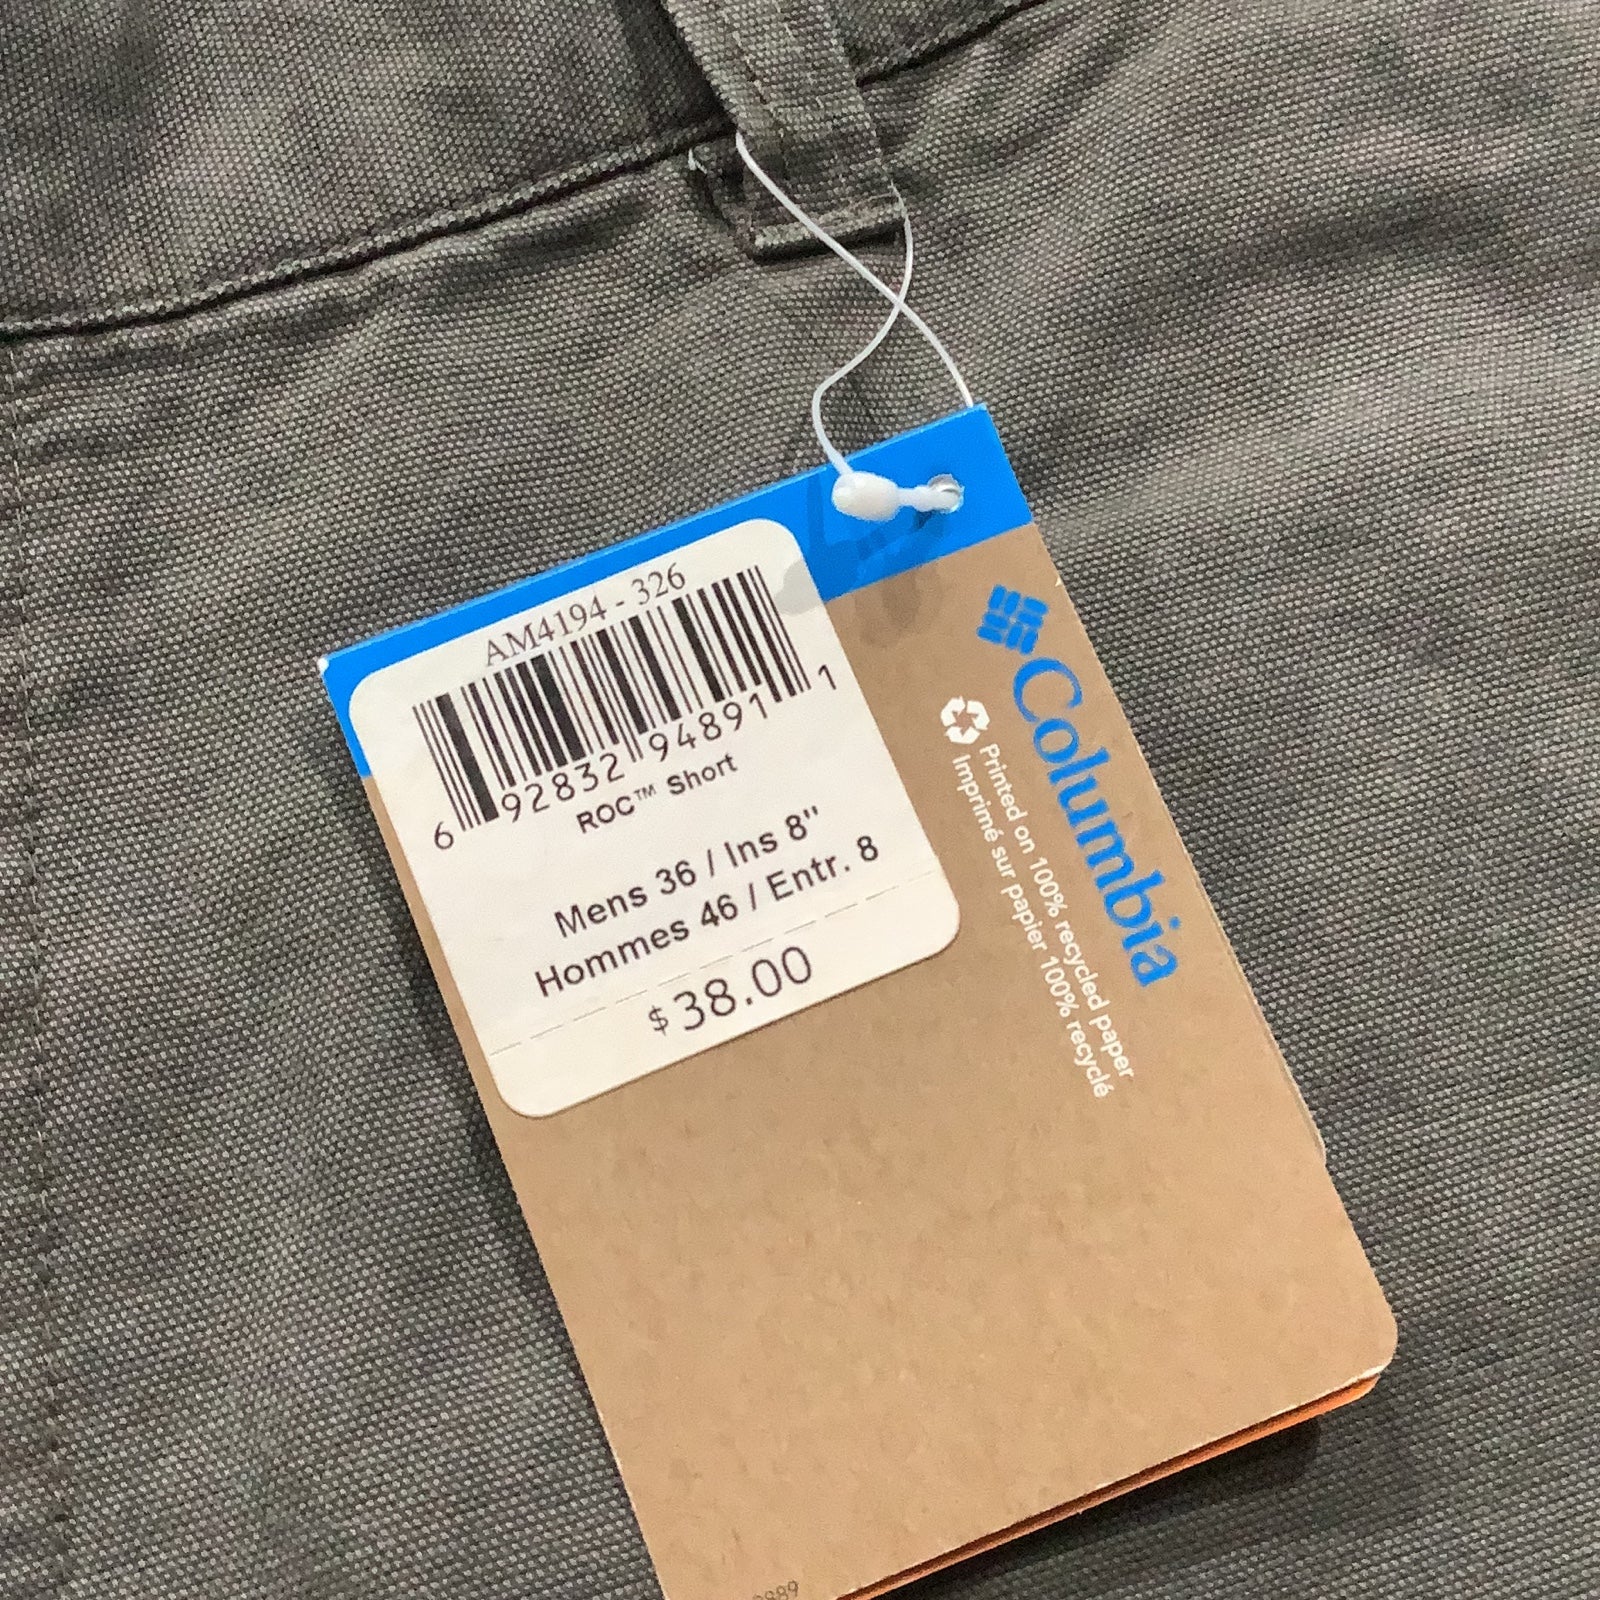 AM4194 - 326
6 92832 94891 1
ROC™ Short
Mens 36 / Ins 8"
Hommes 46 / Entr. 8
$38.00
Columbia
Printed on 100% recycled paper
Imprimé sur papier 100% recyclé